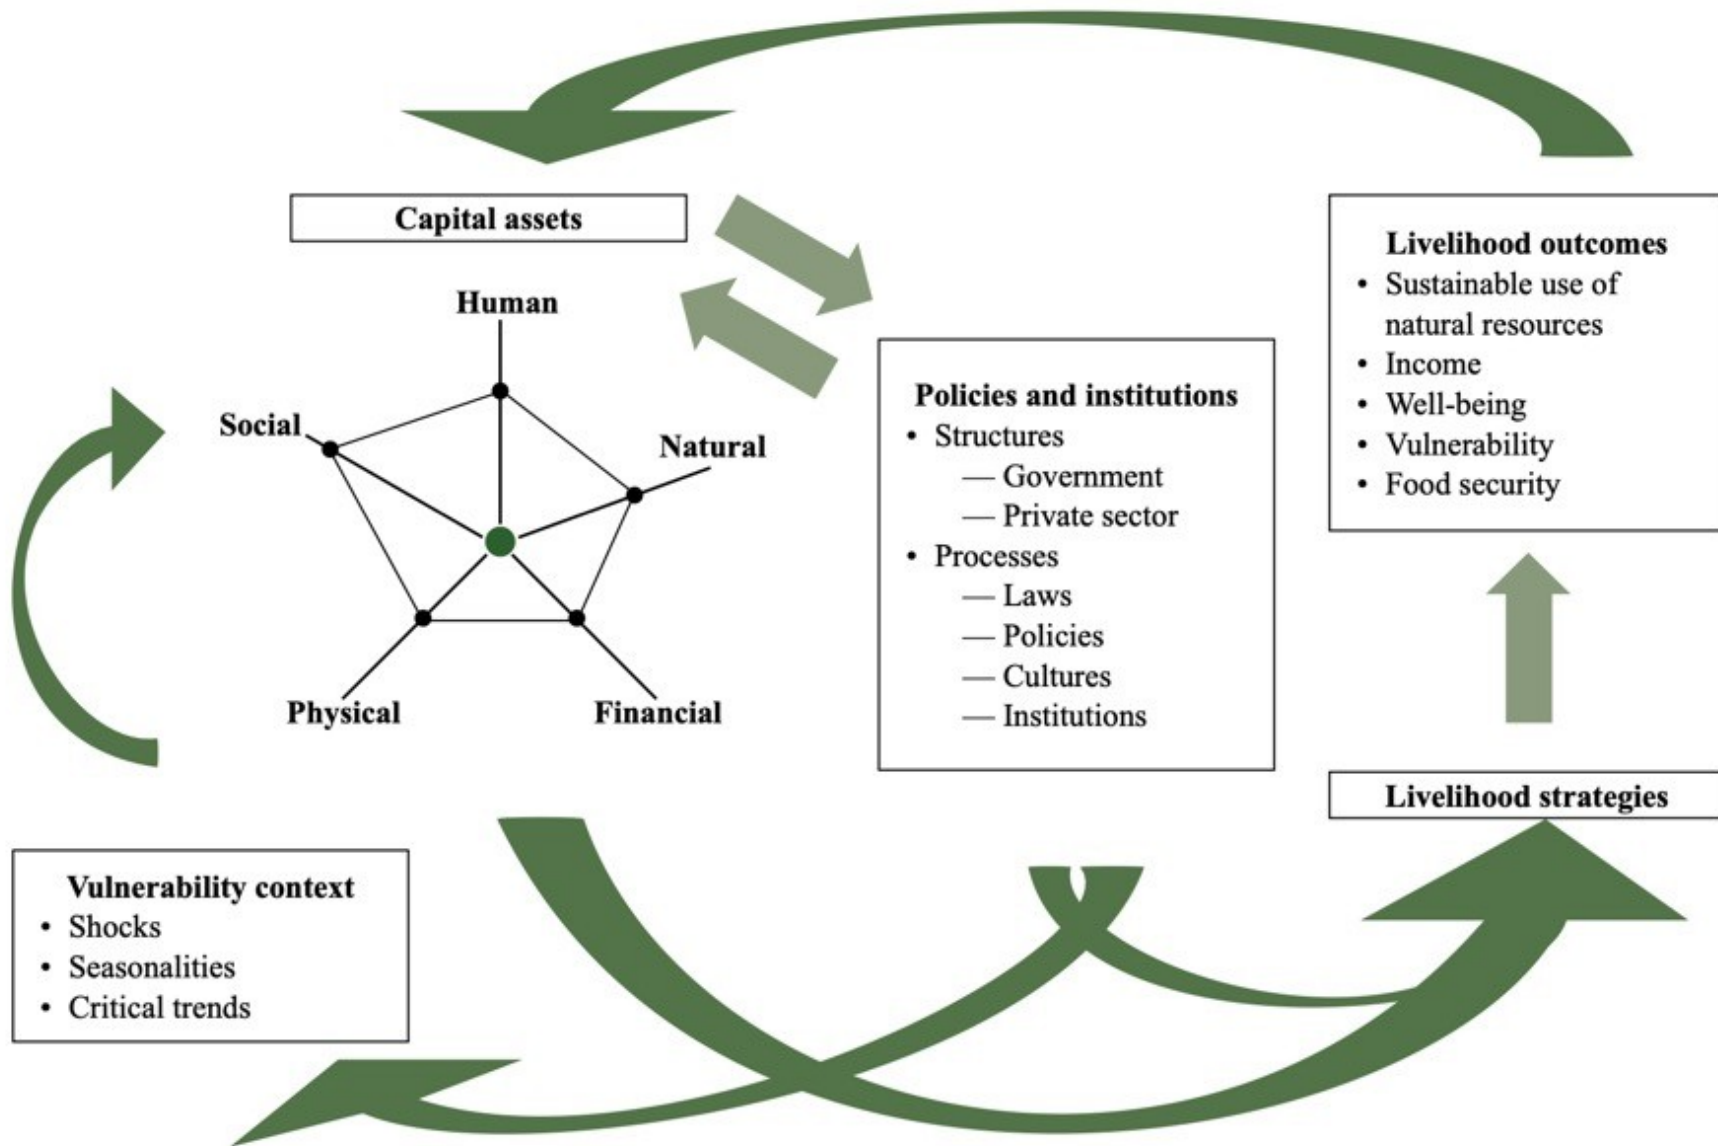 Capital assets
Human
Social
Natural
Physical
Financial
Policies and institutions
• Structures
— Government
— Private sector
• Processes
— Laws
— Policies
— Cultures
— Institutions
Livelihood outcomes
• Sustainable use of
natural resources
• Income
• Well-being
• Vulnerability
• Food security
Livelihood strategies
Vulnerability context
• Shocks
• Seasonalities
• Critical trends